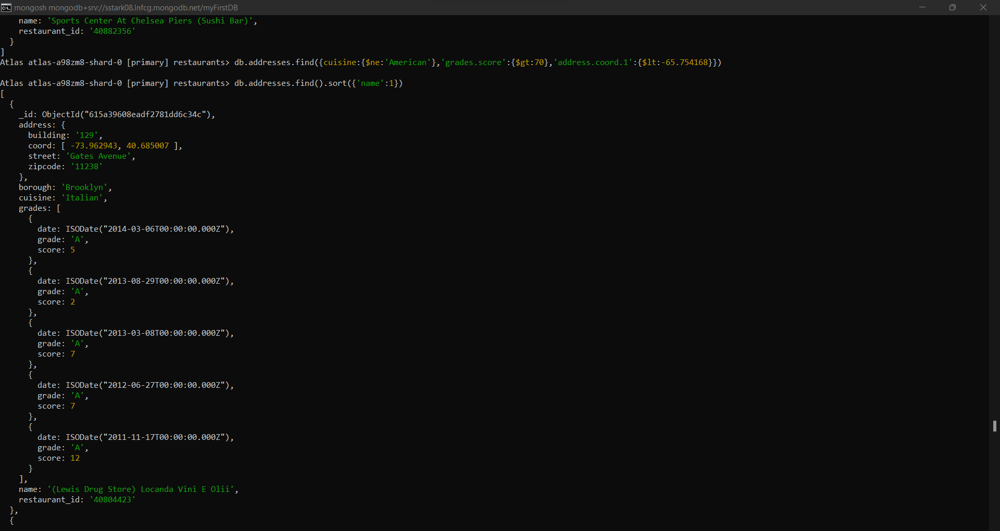 mongosh mongodb+srv://sstark08.lnfcg.mongodb.net/myFirstDB
    name: 'Sports Center At Chelsea Piers (Sushi Bar)',
    restaurant_id: '40882356'
  }
]
Atlas atlas-a98zm8-shard-0 [primary] restaurants> db.addresses.find({cuisine:{$ne:'American'},'grades.score':{$gt:70},'address.coord.1':{$lt:-65.754168}})
Atlas atlas-a98zm8-shard-0 [primary] restaurants> db.addresses.find().sort({'name':1})
[
  {
    _id: ObjectId("615a39608eadf2781dd6c34c"),
    address: {
      building: '129',
      coord: [ -73.962943, 40.685007 ],
      street: 'Gates Avenue',
      zipcode: '11238'
    },
    borough: 'Brooklyn',
    cuisine: 'Italian',
    grades: [
      {
        date: ISODate("2014-03-06T00:00:00.000Z"),
        grade: 'A',
        score: 5
      },
      {
        date: ISODate("2013-08-29T00:00:00.000Z"),
        grade: 'A',
        score: 2
      },
      {
        date: ISODate("2013-03-08T00:00:00.000Z"),
        grade: 'A',
        score: 7
      },
      {
        date: ISODate("2012-06-27T00:00:00.000Z"),
        grade: 'A',
        score: 7
      },
      {
        date: ISODate("2011-11-17T00:00:00.000Z"),
        grade: 'A',
        score: 12
      }
    ],
    name: '(Lewis Drug Store) Locanda Vini E Olii',
    restaurant_id: '40804423'
  },
  {